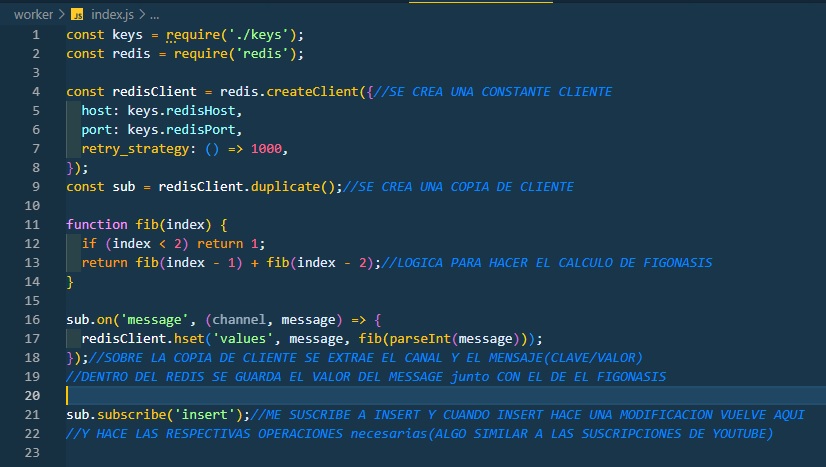 worker > JS index.js > ...
1 const keys = require('./keys');
2 const redis = require('redis');
3
4 const redisClient = redis.createClient({//SE CREA UNA CONSTANTE CLIENTE
5   host: keys.redisHost,
6   port: keys.redisPort,
7   retry_strategy: () => 1000,
8 });
9 const sub = redisClient.duplicate();//SE CREA UNA COPIA DE CLIENTE
10
11 function fib(index) {
12   if (index < 2) return 1;
13   return fib(index - 1) + fib(index - 2);//LOGICA PARA HACER EL CALCULO DE FIGONASIS
14 }
15
16 sub.on('message', (channel, message) => {
17   redisClient.hset('values', message, fib(parseInt(message)));
18 });//SOBRE LA COPIA DE CLIENTE SE EXTRAE EL CANAL Y EL MENSAJE(CLAVE/VALOR)
19 //DENTRO DEL REDIS SE GUARDA EL VALOR DEL MESSAGE junto CON EL DE EL FIGONASIS
20
21 sub.subscribe('insert');//ME SUSCRIBE A INSERT Y CUANDO INSERT HACE UNA MODIFICACION VUELVE AQUI
22 //Y HACE LAS RESPECTIVAS OPERACIONES necesarias(ALGO SIMILAR A LAS SUSCRIPCIONES DE YOUTUBE)
23